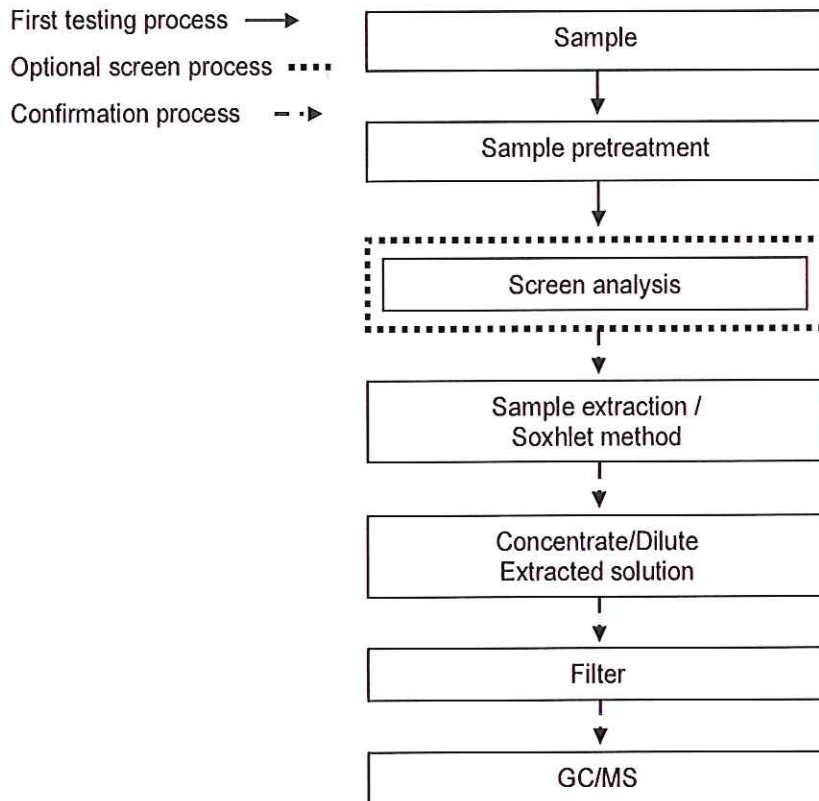 First testing process
Optional screen process
Confirmation process
Sample
Sample pretreatment
Screen analysis
Sample extraction /
Soxhlet method
Concentrate/Dilute
Extracted solution
Filter
GC/MS